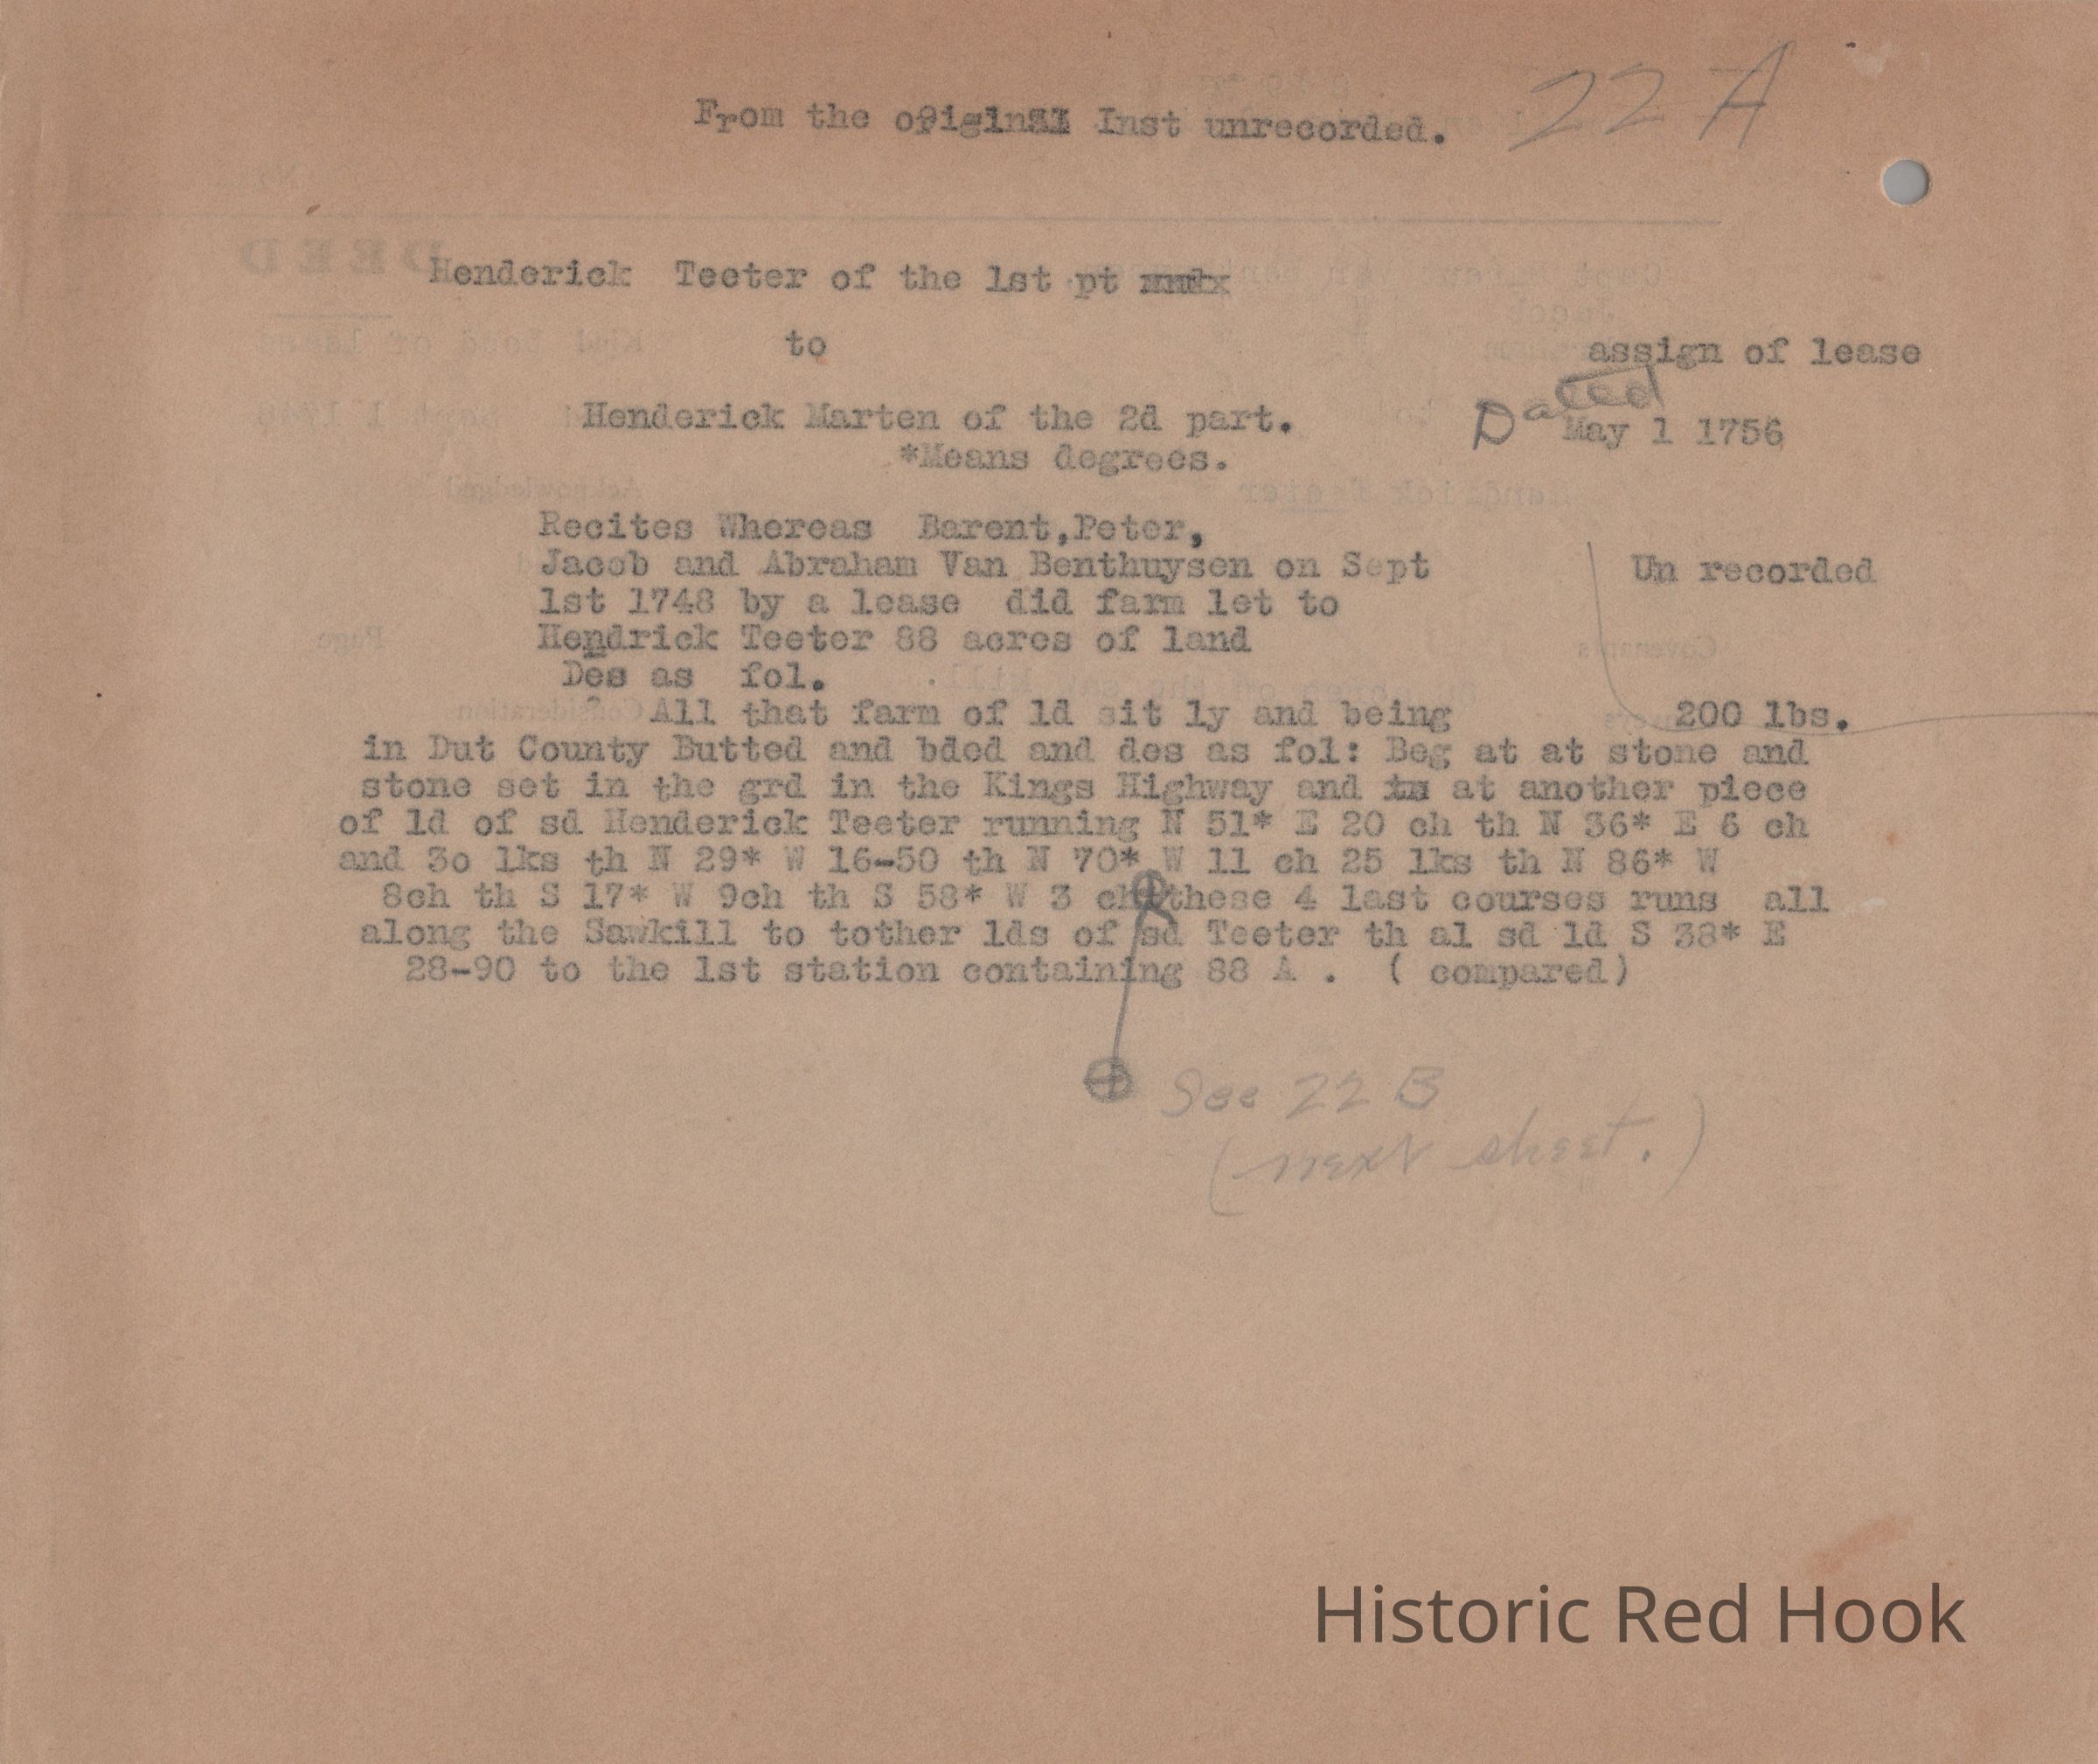 From the original Inst unrecorded. 22 A
Henderick Teeter of the 1st pt
to
assign of lease
Dated
Henderick Marten of the 2d part.
May 1 1756
*Means degrees.
Recites Whereas Barent,Peter,
Jacob and Abraham Van Benthuysen on Sept
Un recorded
1st 1748 by a lease did farm let to
Hendrick Teeter 88 acres of land
Des as fol.
All that farm of ld sit ly and being
200 lbs.
in Dut County Butted and bded and des as fol: Beg at at stone and
stone set in the grd in the Kings Highway and at another piece
of ld of sd Henderick Teeter running N 51* E 20 ch th N 36* E 6 ch
and 3o lks th N 29* W 16-50 th N 70* W 11 ch 25 lks th N 86* W
8ch th S 17* W 9ch th S 58* W 3 ch these 4 last courses runs all
along the Sawkill to tother lds of sd Teeter th al sd ld S 38* E
28-90 to the 1st station containing 88 A . ( compared)
See 22 B
(next sheet.)
Historic Red Hook